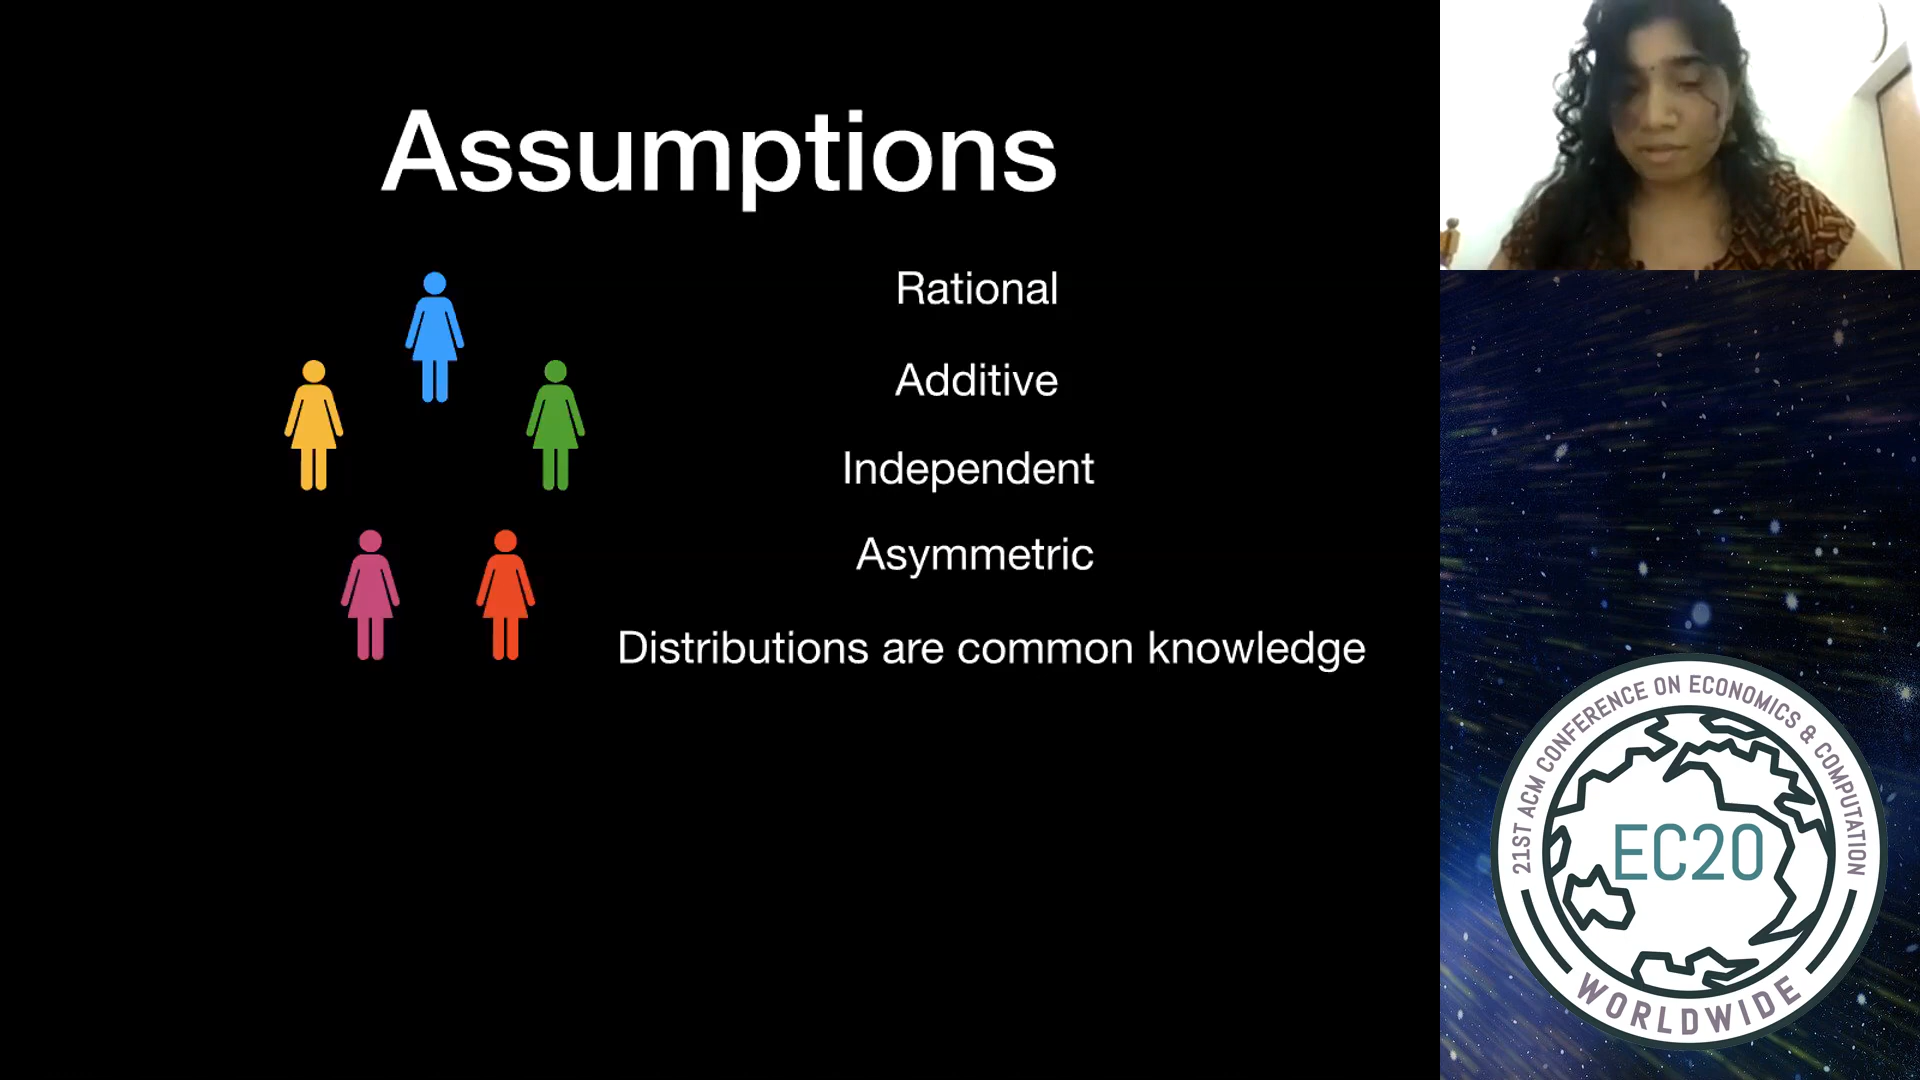 Assumptions
Rational
Additive
Independent
Asymmetric
Distributions are common knowledge
21ST ACM CONFERENCE ON ECONOMICS & COMPUTATION
EC20
WORLDWIDE